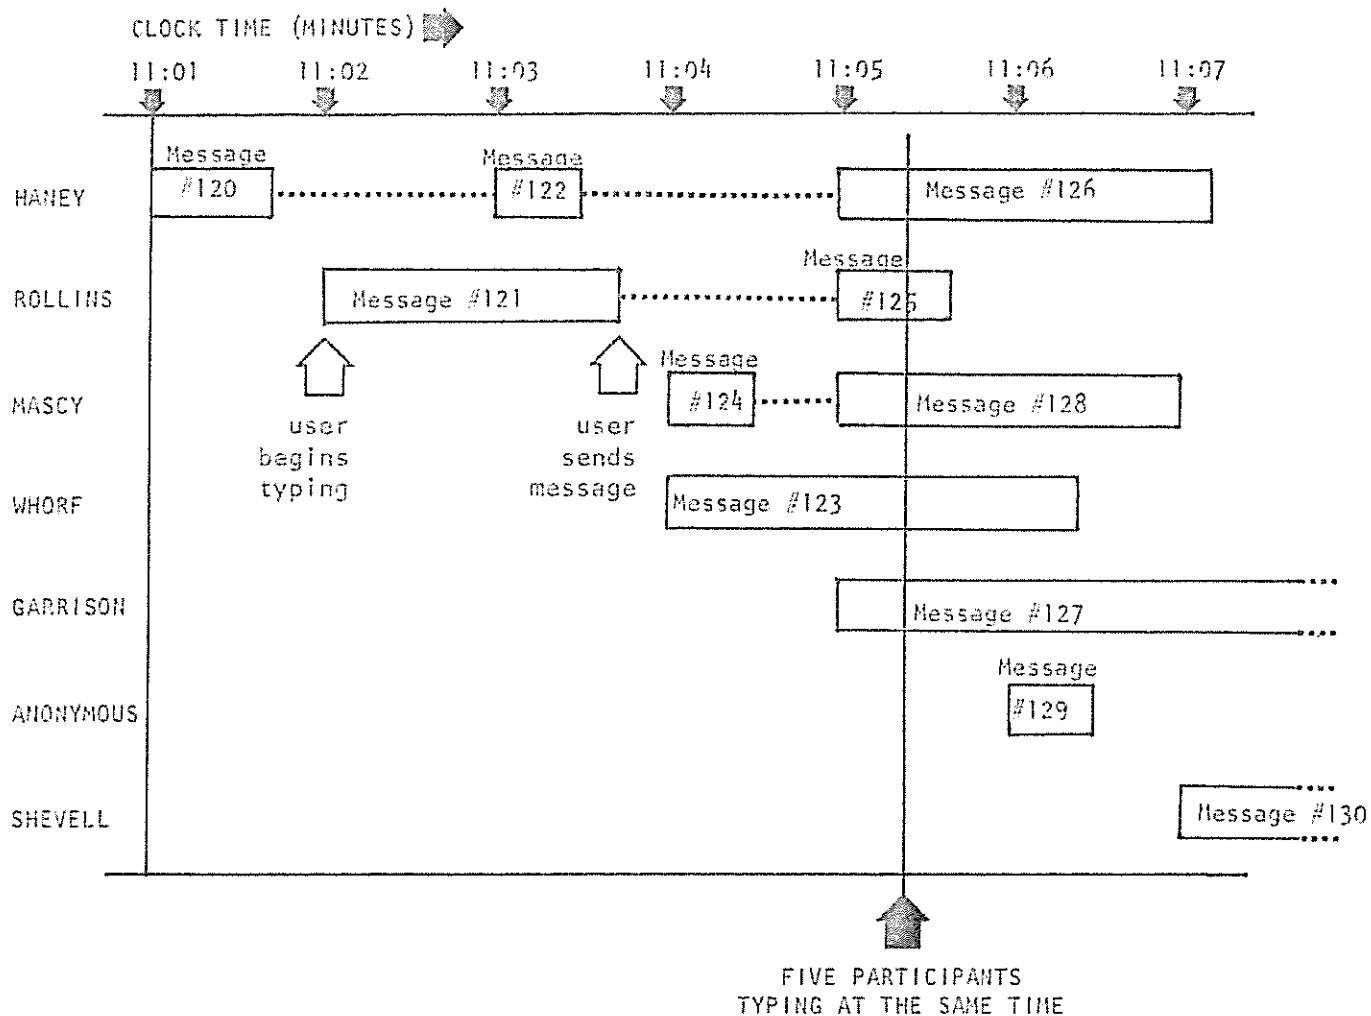 CLOCK TIME (MINUTES)
11:01 11:02 11:03 11:04 11:05 11:06 11:07
Message Message
HANEY #120 #122 Message #126
Message
ROLLINS Message #121 #125
Message
MASCY #124 Message #128
user user
begins sends
typing message
WHORF Message #123
GARRISON Message #127
Message
ANONYMOUS #129
SHEVELL Message #130
FIVE PARTICIPANTS
TYPING AT THE SAME TIME